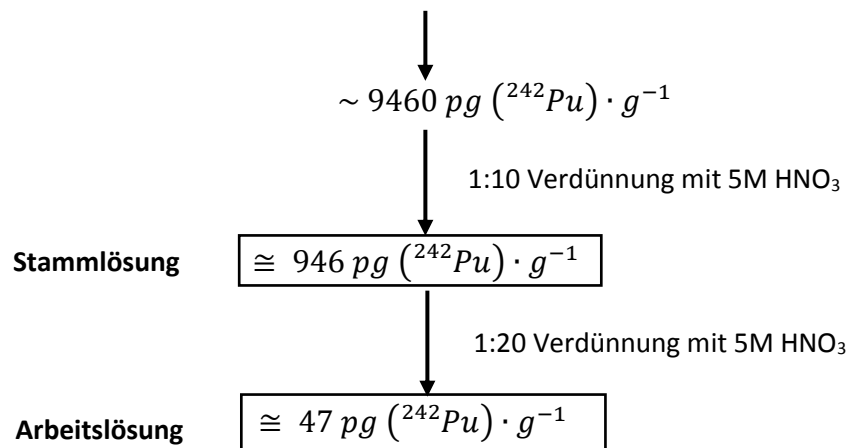 ~ 9460 pg (²⁴²Pu) · g⁻¹
1:10 Verdünnung mit 5M HNO₃
Stammlösung ≅ 946 pg (²⁴²Pu) · g⁻¹
1:20 Verdünnung mit 5M HNO₃
Arbeitslösung ≅ 47 pg (²⁴²Pu) · g⁻¹